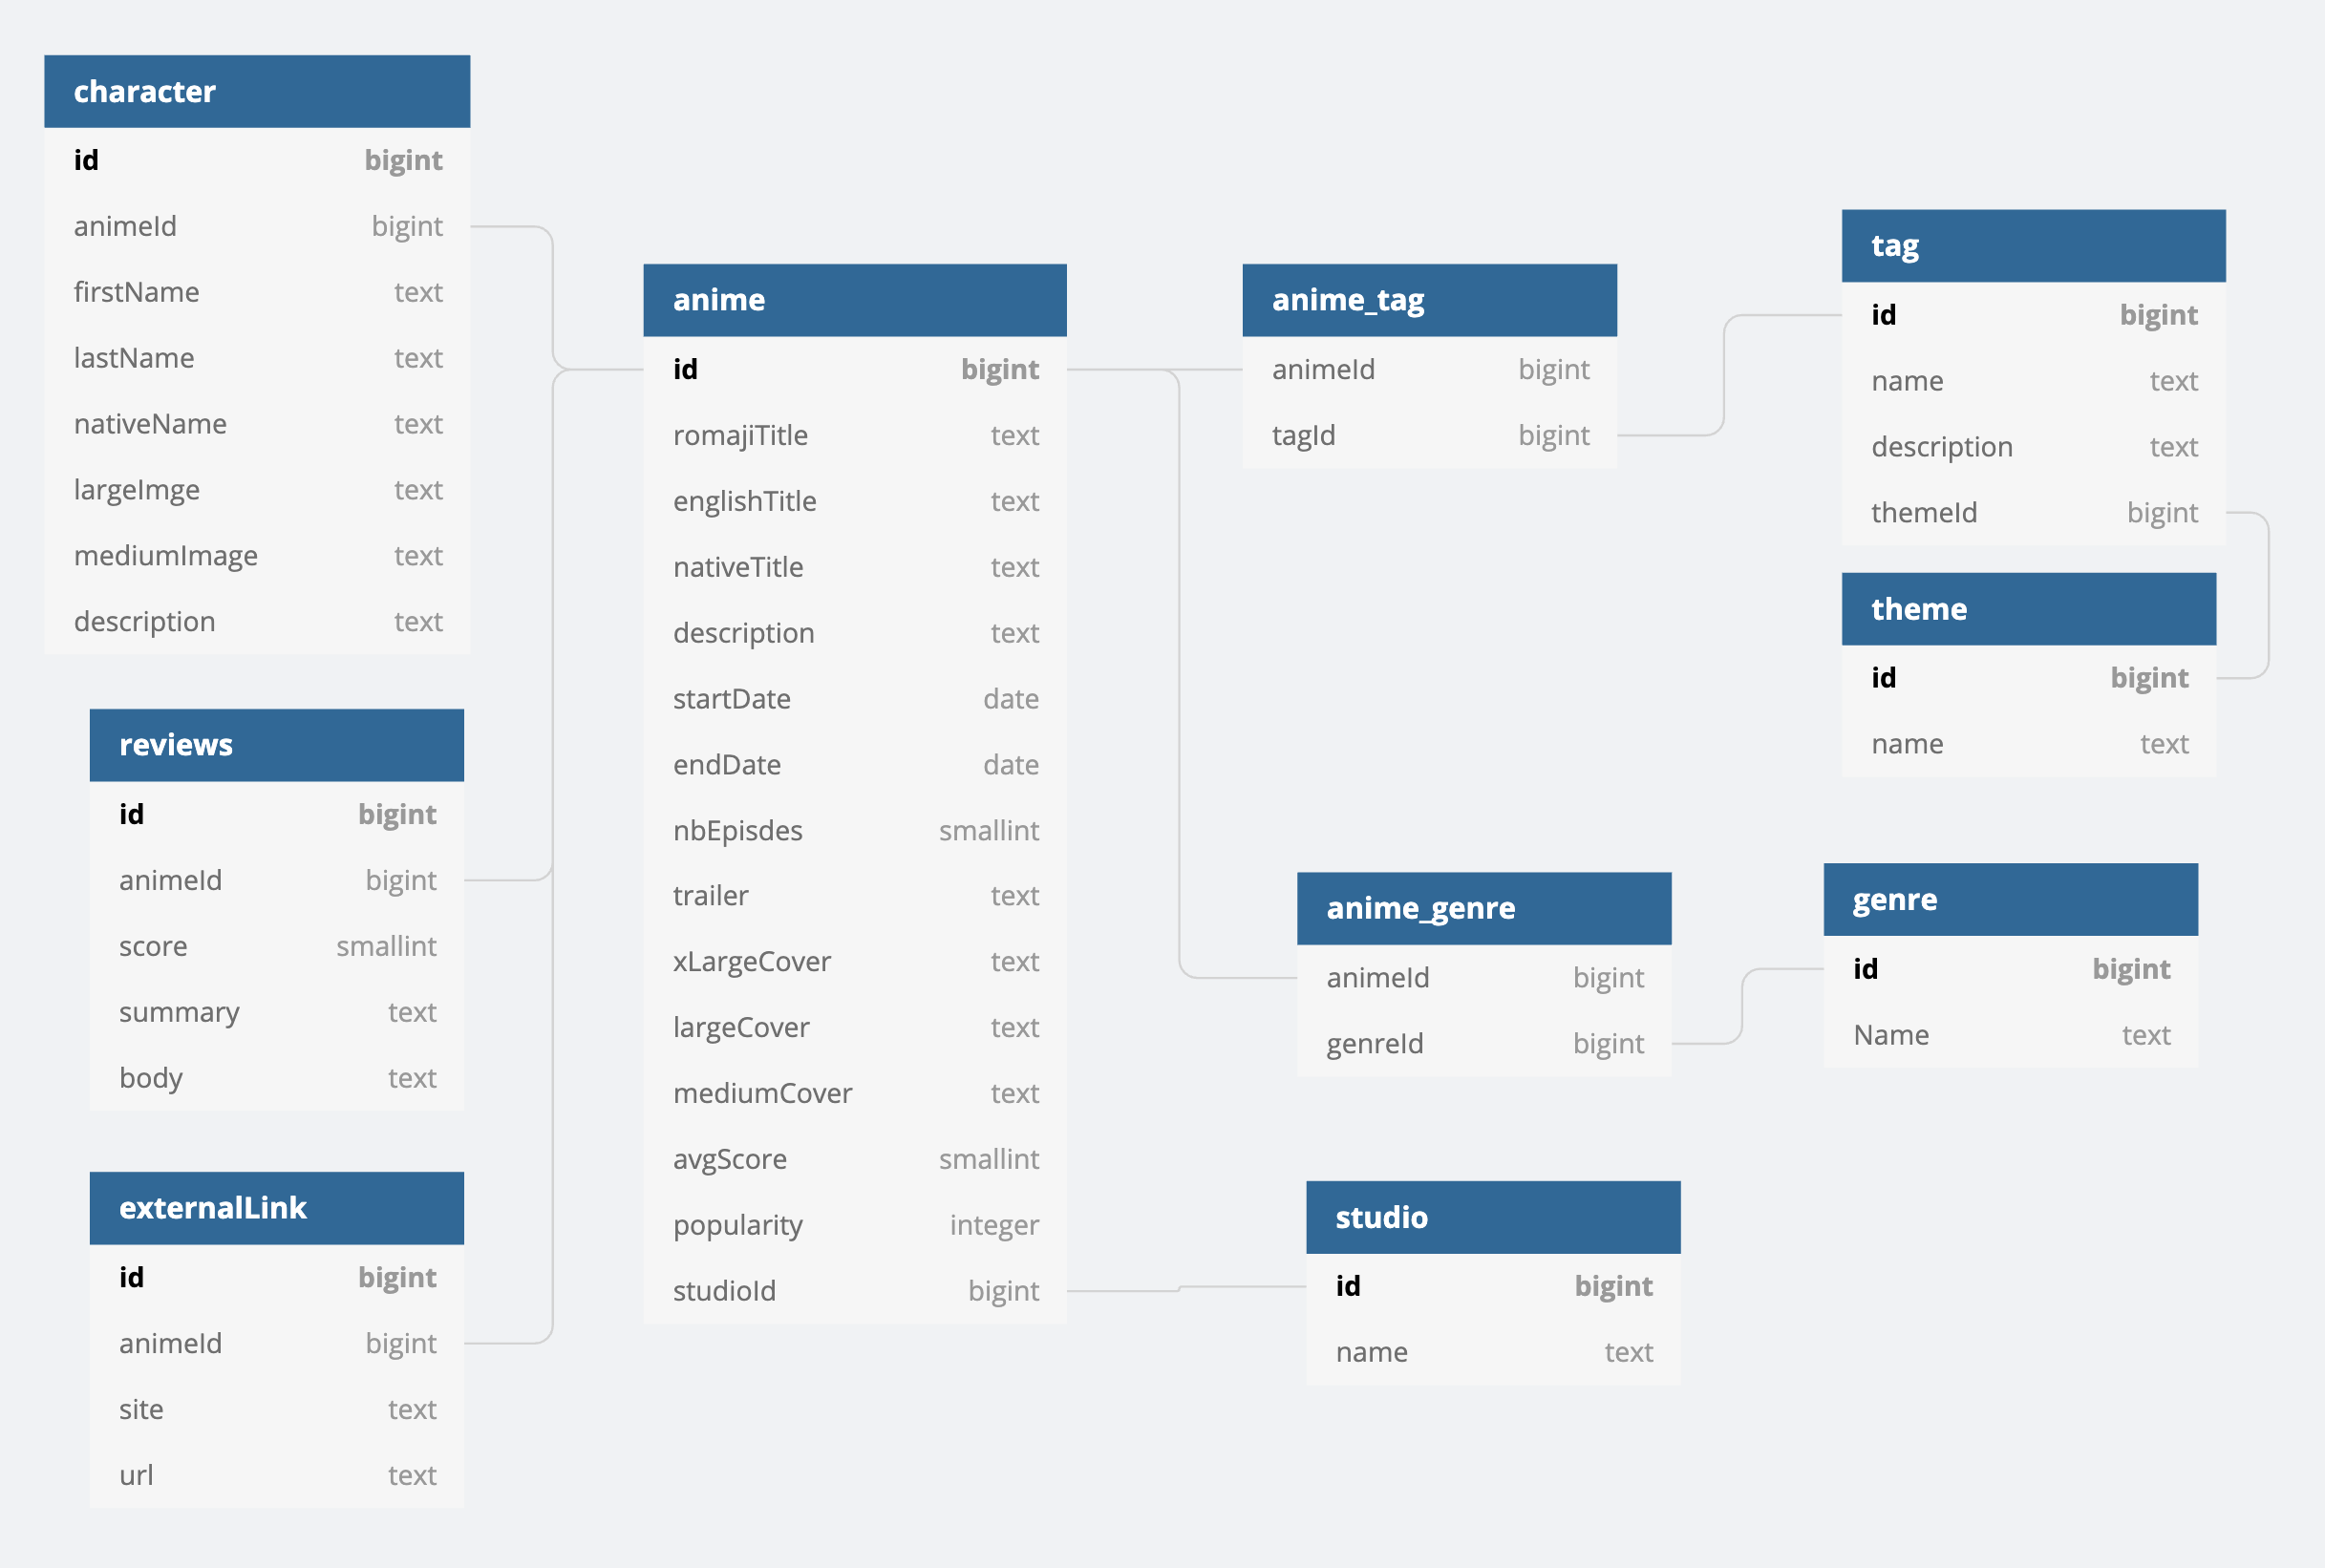 character
id bigint
animeId bigint
firstName text
lastName text
nativeName text
largeImge text
mediumImage text
description text
reviews
id bigint
animeId bigint
score smallint
summary text
body text
externalLink
id bigint
animeId bigint
site text
url text
anime
id bigint
romajiTitle text
englishTitle text
nativeTitle text
description text
startDate date
endDate date
nbEpisdes smallint
trailer text
xLargeCover text
largeCover text
mediumCover text
avgScore smallint
popularity integer
studioId bigint
anime_tag
animeId bigint
tagId bigint
anime_genre
animeId bigint
genreId bigint
studio
id bigint
name text
tag
id bigint
name text
description text
themeId bigint
theme
id bigint
name text
genre
id bigint
Name text